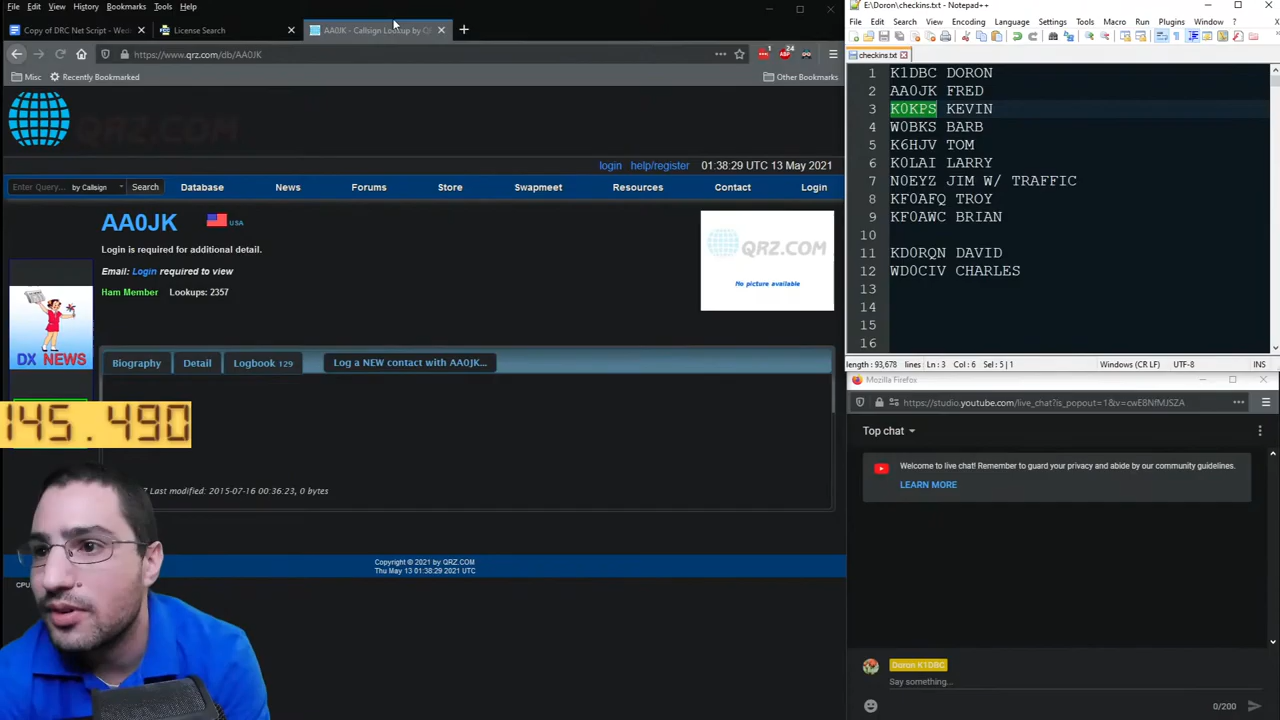 File Edit View History Bookmarks Tools Help
Copy of DRC Net Script - Wed
License Search
AA0JK - Callsign Lookup by Q
https://www.qrz.com/db/AA0JK
1
24
Misc
Recently Bookmarked
Other Bookmarks
login help/register 01:38:29 UTC 13 May 2021
Enter Query... by Callsign Search Database News Forums Store Swapmeet Resources Contact Login
AA0JK USA
Login is required for additional detail.
Email: Login required to view
Ham Member Lookups: 2357
QRZ.COM
No picture available
DX NEWS
Biography Detail Logbook 129 Log a NEW contact with AA0JK...
145.490
Last modified: 2015-07-16 00:36:23, 0 bytes
Copyright © 2021 by QRZ.COM
Thu May 13 01:38:29 2021 UTC
CPU
E:\Doron\checkins.txt - Notepad++
File Edit Search View Encoding Language Settings Tools Macro Run Plugins Window ?
checkins.txt
1 K1DBC DORON
2 AA0JK FRED
3 K0KPS KEVIN
4 W0BKS BARB
5 K6HJV TOM
6 K0LAI LARRY
7 N0EYZ JIM W/ TRAFFIC
8 KF0AFQ TROY
9 KF0AWC BRIAN
10
11 KD0RQN DAVID
12 WD0CIV CHARLES
13
14
15
16
length : 93,678 lines Ln : 3 Col : 6 Sel : 5 | 1 Windows (CR LF) UTF-8 INS
Mozilla Firefox
https://studio.youtube.com/live_chat?is_popout=1&v=cwE8NfMJSZA
Top chat
Welcome to live chat! Remember to guard your privacy and abide by our community guidelines.
LEARN MORE
Doron K1DBC
Say something...
0/200